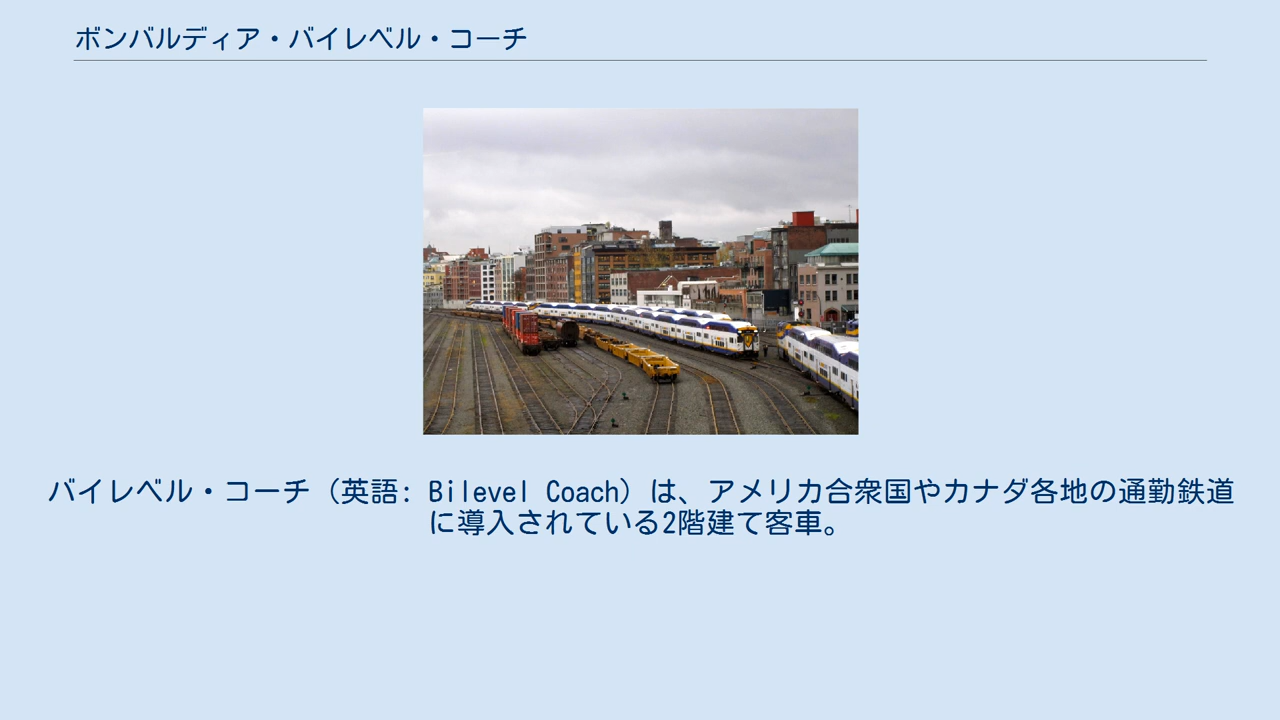 ボンバルディア・バイレベル・コーチ
バイレベル・コーチ（英語: Bilevel Coach）は、アメリカ合衆国やカナダ各地の通勤鉄道
に導入されている2階建て客車。